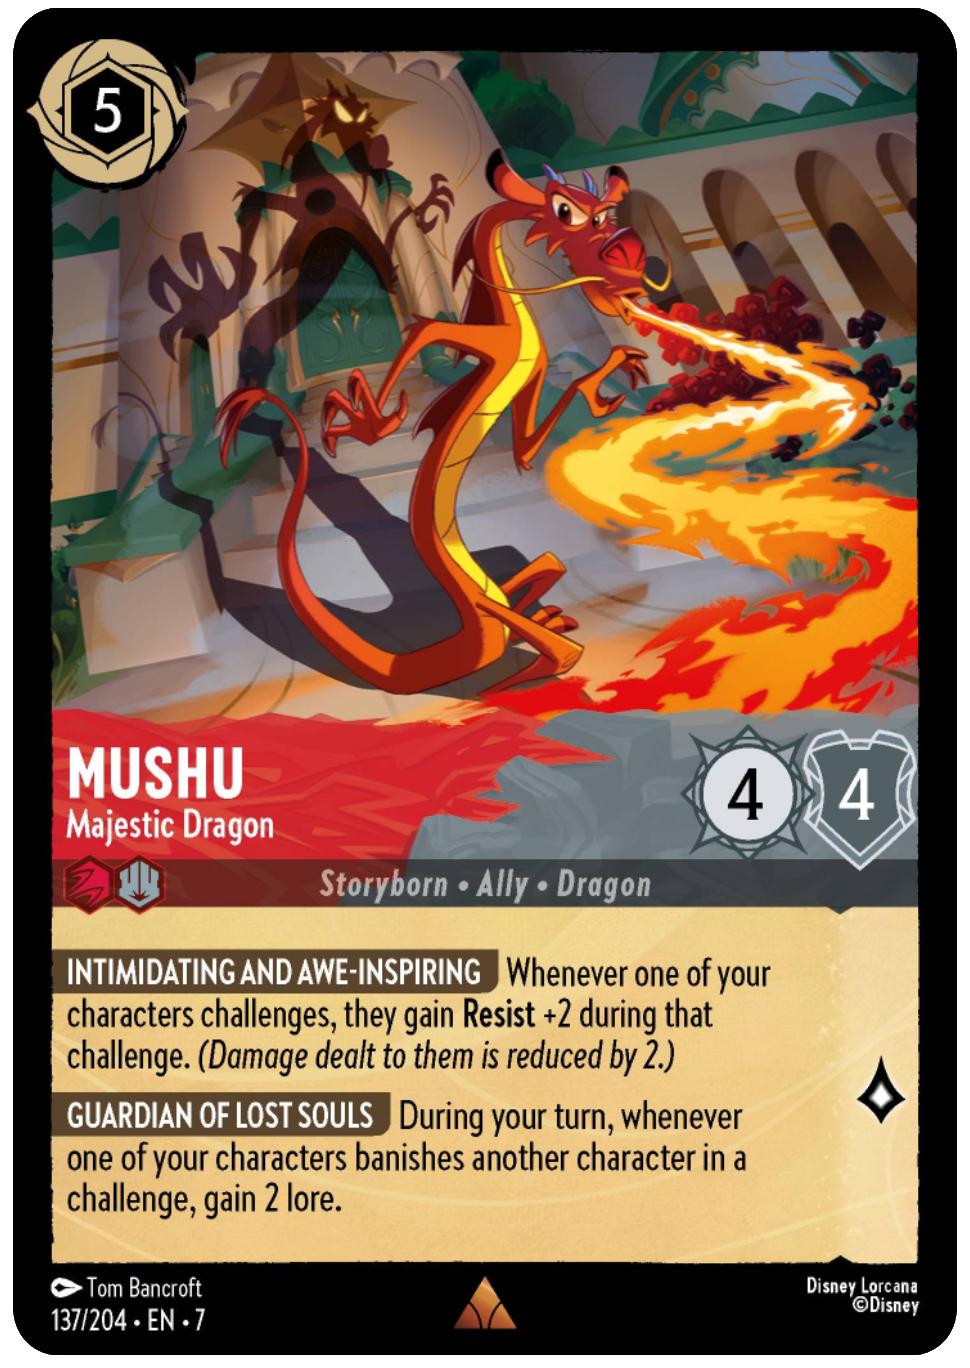 5
MUSHU
Majestic Dragon
4
4
Storyborn • Ally • Dragon
INTIMIDATING AND AWE-INSPIRING Whenever one of your
characters challenges, they gain Resist +2 during that
challenge. (Damage dealt to them is reduced by 2.)
GUARDIAN OF LOST SOULS During your turn, whenever
one of your characters banishes another character in a
challenge, gain 2 lore.
Tom Bancroft
137/204 • EN • 7
Disney Lorcana
©Disney